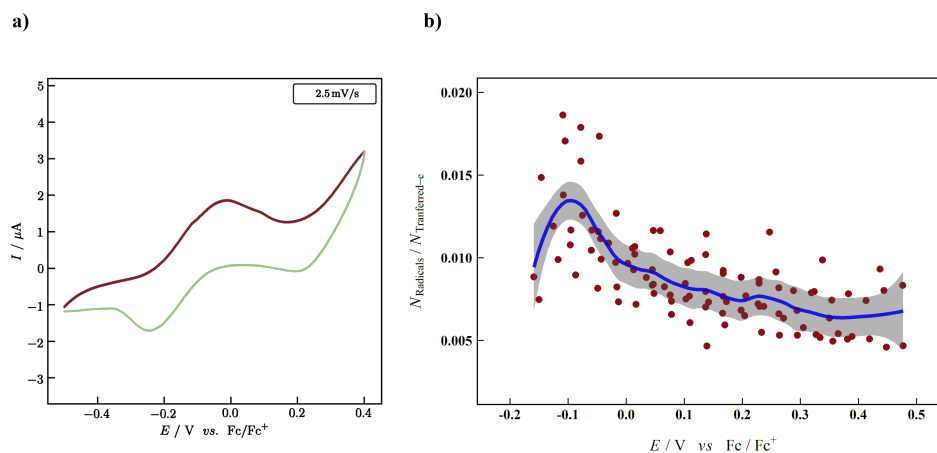 a)
b)
5
4
3
2
1
0
−1
−2
−3
2.5 mV/s
I / μA
−0.4 −0.2 0.0 0.2 0.4
E / V vs. Fc/Fc⁺
0.020
0.015
0.010
0.005
N Radicals / N Tranferred−e
-0.2 -0.1 0.0 0.1 0.2 0.3 0.4 0.5
E / V vs Fc / Fc⁺